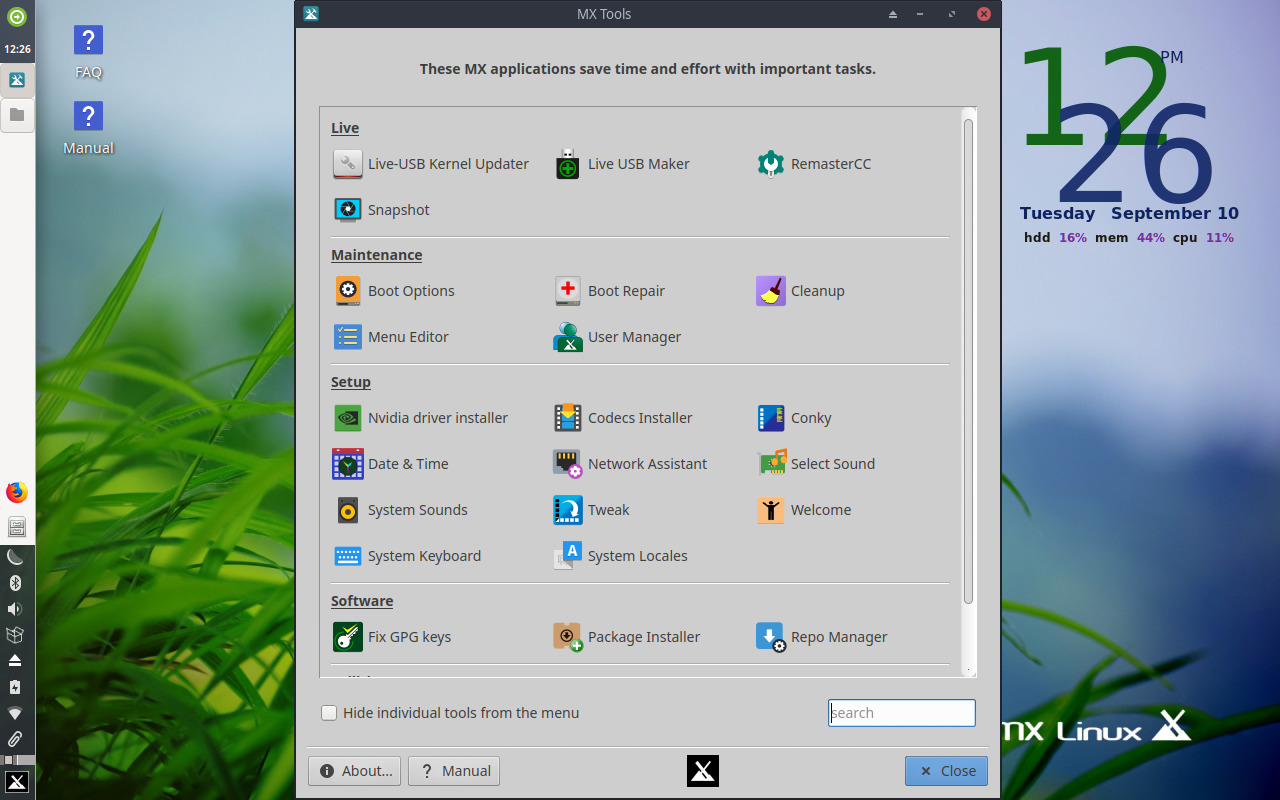 12:26
FAQ
Manual
MX Tools
These MX applications save time and effort with important tasks.
Live
Live-USB Kernel Updater
Live USB Maker
RemasterCC
Snapshot
Maintenance
Boot Options
Boot Repair
Cleanup
Menu Editor
User Manager
Setup
Nvidia driver installer
Codecs Installer
Conky
Date & Time
Network Assistant
Select Sound
System Sounds
Tweak
Welcome
System Keyboard
System Locales
Software
Fix GPG keys
Package Installer
Repo Manager
Hide individual tools from the menu
search
About...
? Manual
Close
12 PM
26
Tuesday September 10
hdd 16% mem 44% cpu 11%
mx Linux